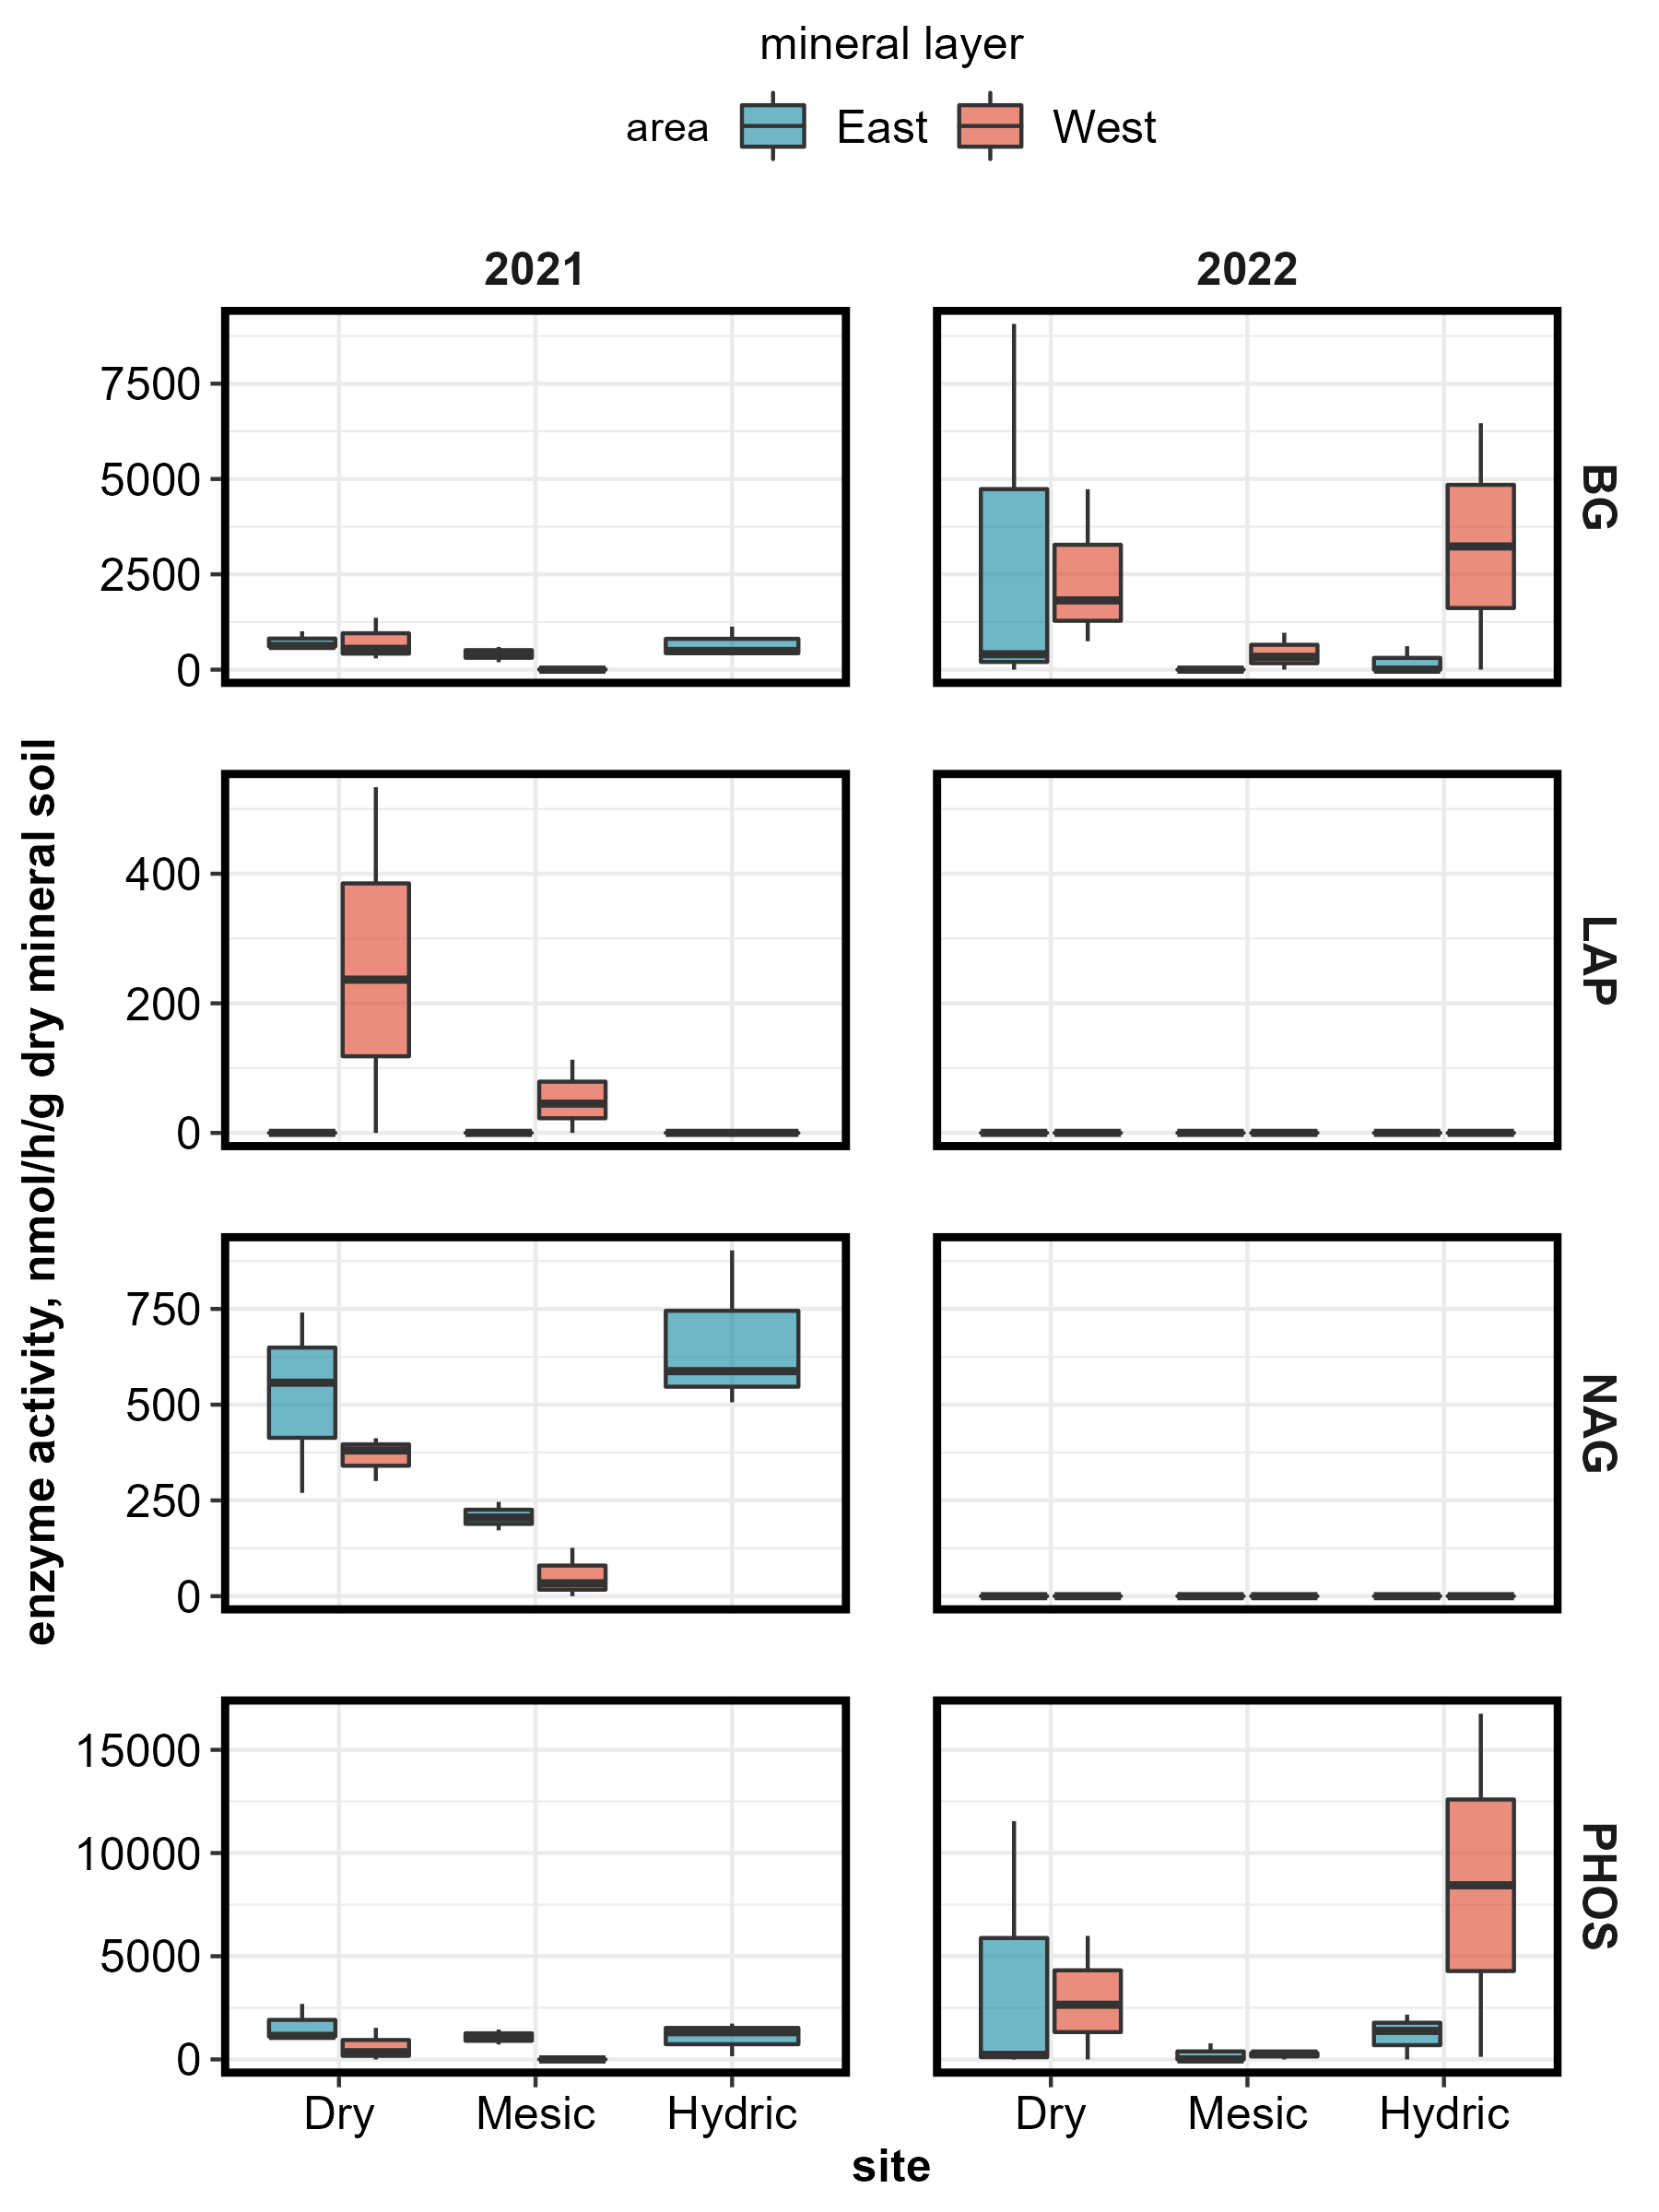 mineral layer
area East West
2021 2022
7500
5000
2500
0
BG
400
200
0
LAP
750
500
250
0
NAG
15000
10000
5000
0
PHOS
enzyme activity, nmol/h/g dry mineral soil
Dry Mesic Hydric Dry Mesic Hydric
site